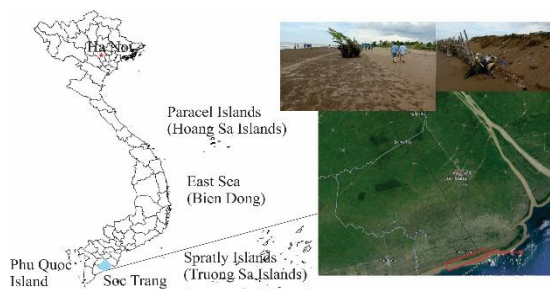 Ha Noi
Paracel Islands
(Hoang Sa Islands)
East Sea
(Bien Dong)
Spratly Islands
(Truong Sa Islands)
Phu Quoc
Island
Soc Trang